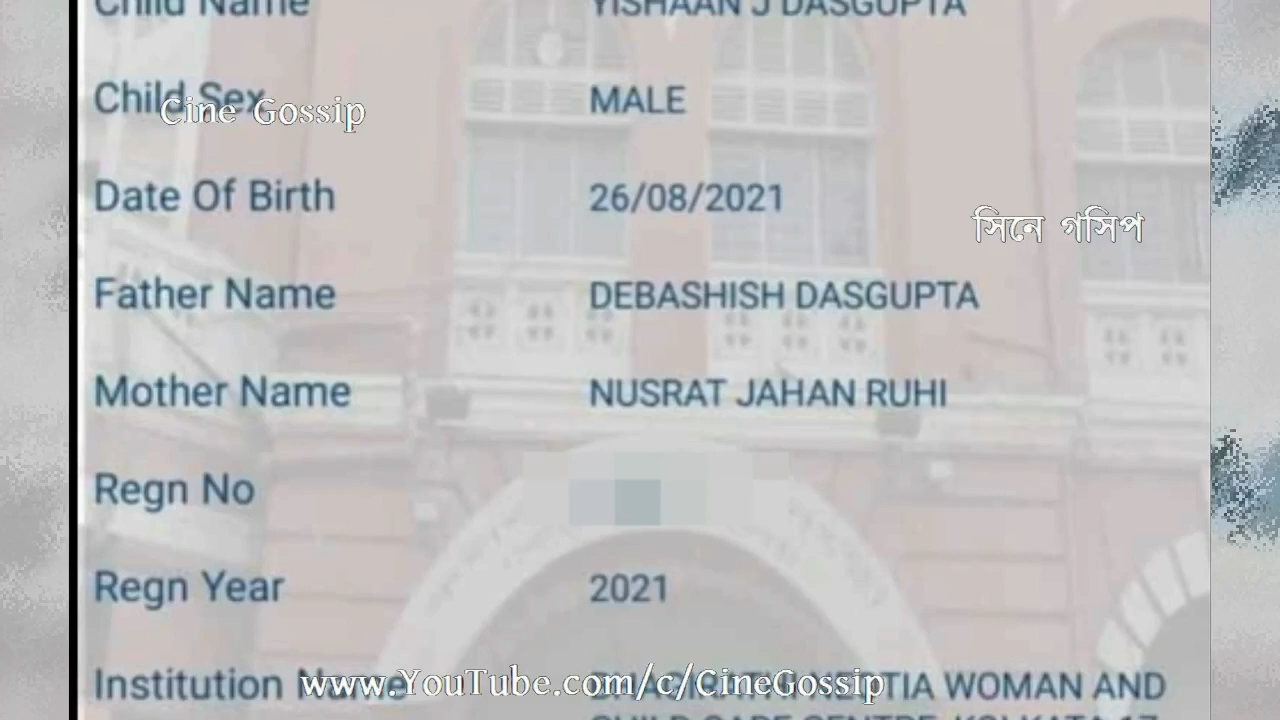 Child Name YISHAAN J DASGUPTA
Child Sex MALE
Cine Gossip
Date Of Birth 26/08/2021
সিনে গসিপ
Father Name DEBASHISH DASGUPTA
Mother Name NUSRAT JAHAN RUHI
Regn No
Regn Year 2021
Institution Name WOMAN AND
www.YouTube.com/c/CineGossip